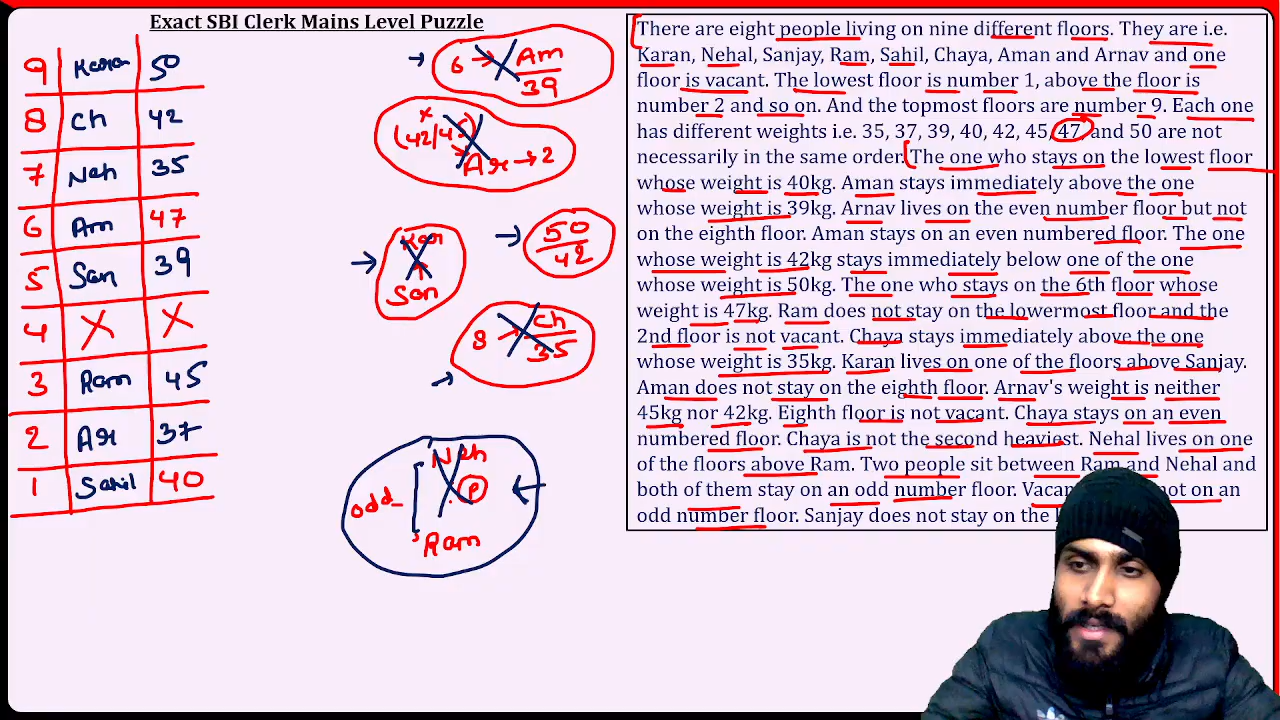 Exact SBI Clerk Mains Level Puzzle
9 Karan 50
8 Ch 42
7 Neh 35
6 Am 47
5 San 39
4 X X
3 Ram 45
2 Ar 37
1 Sahil 40
6 → Am
39
(42/45)
Ar → 2
Kar
San
50
42
8 → Ch
35
Neh
odd P
Ram
There are eight people living on nine different floors. They are i.e.
Karan, Nehal, Sanjay, Ram, Sahil, Chaya, Aman and Arnav and one
floor is vacant. The lowest floor is number 1, above the floor is
number 2 and so on. And the topmost floors are number 9. Each one
has different weights i.e. 35, 37, 39, 40, 42, 45, 47, and 50 are not
necessarily in the same order. The one who stays on the lowest floor
whose weight is 40kg. Aman stays immediately above the one
whose weight is 39kg. Arnav lives on the even number floor but not
on the eighth floor. Aman stays on an even numbered floor. The one
whose weight is 42kg stays immediately below one of the one
whose weight is 50kg. The one who stays on the 6th floor whose
weight is 47kg. Ram does not stay on the lowermost floor and the
2nd floor is not vacant. Chaya stays immediately above the one
whose weight is 35kg. Karan lives on one of the floors above Sanjay.
Aman does not stay on the eighth floor. Arnav's weight is neither
45kg nor 42kg. Eighth floor is not vacant. Chaya stays on an even
numbered floor. Chaya is not the second heaviest. Nehal lives on one
of the floors above Ram. Two people sit between Ram and Nehal and
both of them stay on an odd number floor. not on an
odd number floor. Sanjay does not stay on the